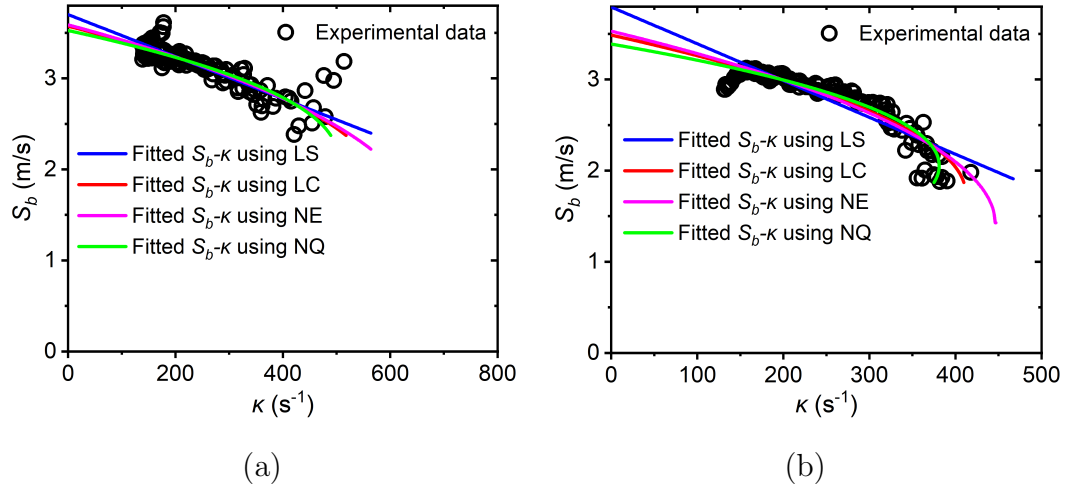 4
3
2
1
0
S_b (m/s)
Experimental data
Fitted S_b-κ using LS
Fitted S_b-κ using LC
Fitted S_b-κ using NE
Fitted S_b-κ using NQ
0 200 400 600 800
κ (s⁻¹)
(a)
4
3
2
1
0
S_b (m/s)
Experimental data
Fitted S_b-κ using LS
Fitted S_b-κ using LC
Fitted S_b-κ using NE
Fitted S_b-κ using NQ
0 100 200 300 400 500
κ (s⁻¹)
(b)